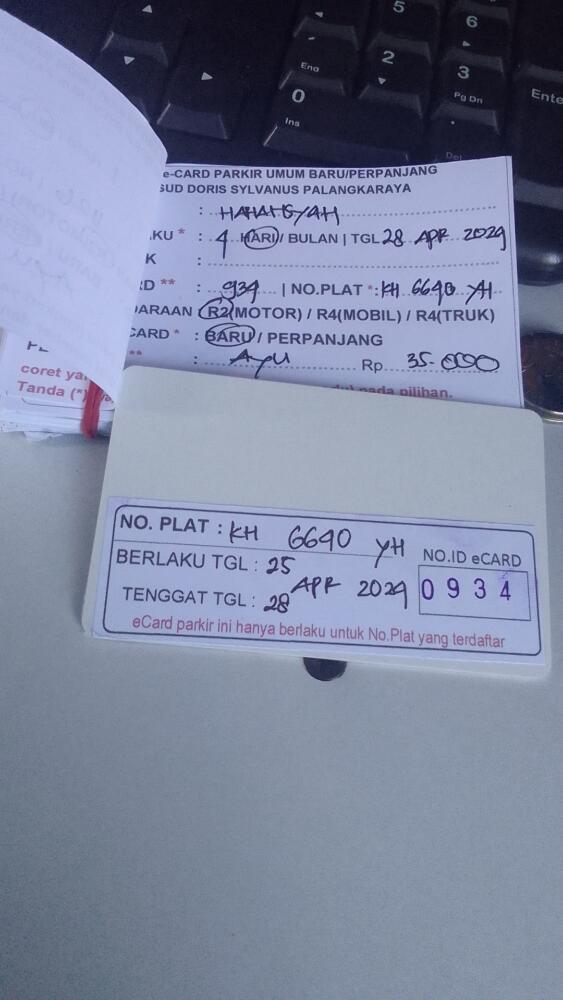 5
6
2
3
End
Pg Dn
0
Ins
Ente
Del
e-CARD PARKIR UMUM BARU/PERPANJANG
SUD DORIS SYLVANUS PALANGKARAYA
:
KU * : 4 HARI / BULAN | TGL 28 APR 2024
K :
D ** : 934 | NO.PLAT * : KH 6640 YH
ARAAN R2(MOTOR) / R4(MOBIL) / R4(TRUK)
CARD * : BARU / PERPANJANG
** : Ayu Rp 35.000
pada pilihan.
coret ya
Tanda (*)
NO. PLAT : KH 6640 YH
BERLAKU TGL : 25
TENGGAT TGL : 28 APR 2024
NO.ID eCARD
0934
eCard parkir ini hanya berlaku untuk No.Plat yang terdaftar